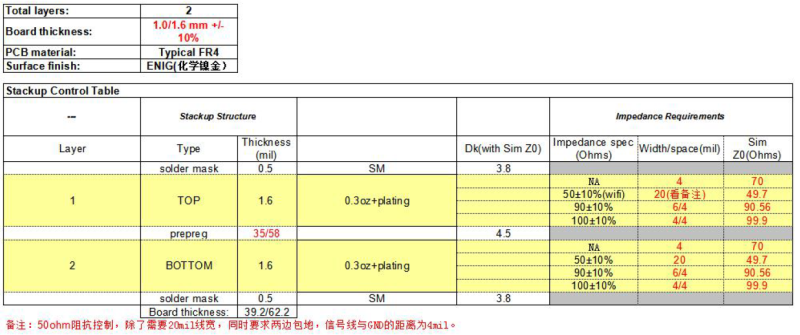 Total layers: 2
Board thickness: 1.0/1.6 mm +/- 10%
PCB material: Typical FR4
Surface finish: ENIG(化学镍金）
Stackup Control Table
--- Stackup Structure Impedance Requirements
Layer Type Thickness (mil) Dk(with Sim Z0) Impedance spec (Ohms) Width/space(mil) Sim Z0(Ohms)
solder mask 0.5 SM 3.8
1 TOP 1.6 0.3oz+plating
NA 4 70
50±10%(wifi) 20(看备注) 49.7
90±10% 6/4 90.56
100±10% 4/4 99.9
prepreg 35/58 4.5
2 BOTTOM 1.6 0.3oz+plating
NA 4 70
50±10% 20 49.7
90±10% 6/4 90.56
100±10% 4/4 99.9
solder mask 0.5 SM 3.8
Board thickness: 39.2/62.2
备注：50ohm阻抗控制，除了需要20mil线宽，同时要求两边包地，信号线与GND的距离为4mil。